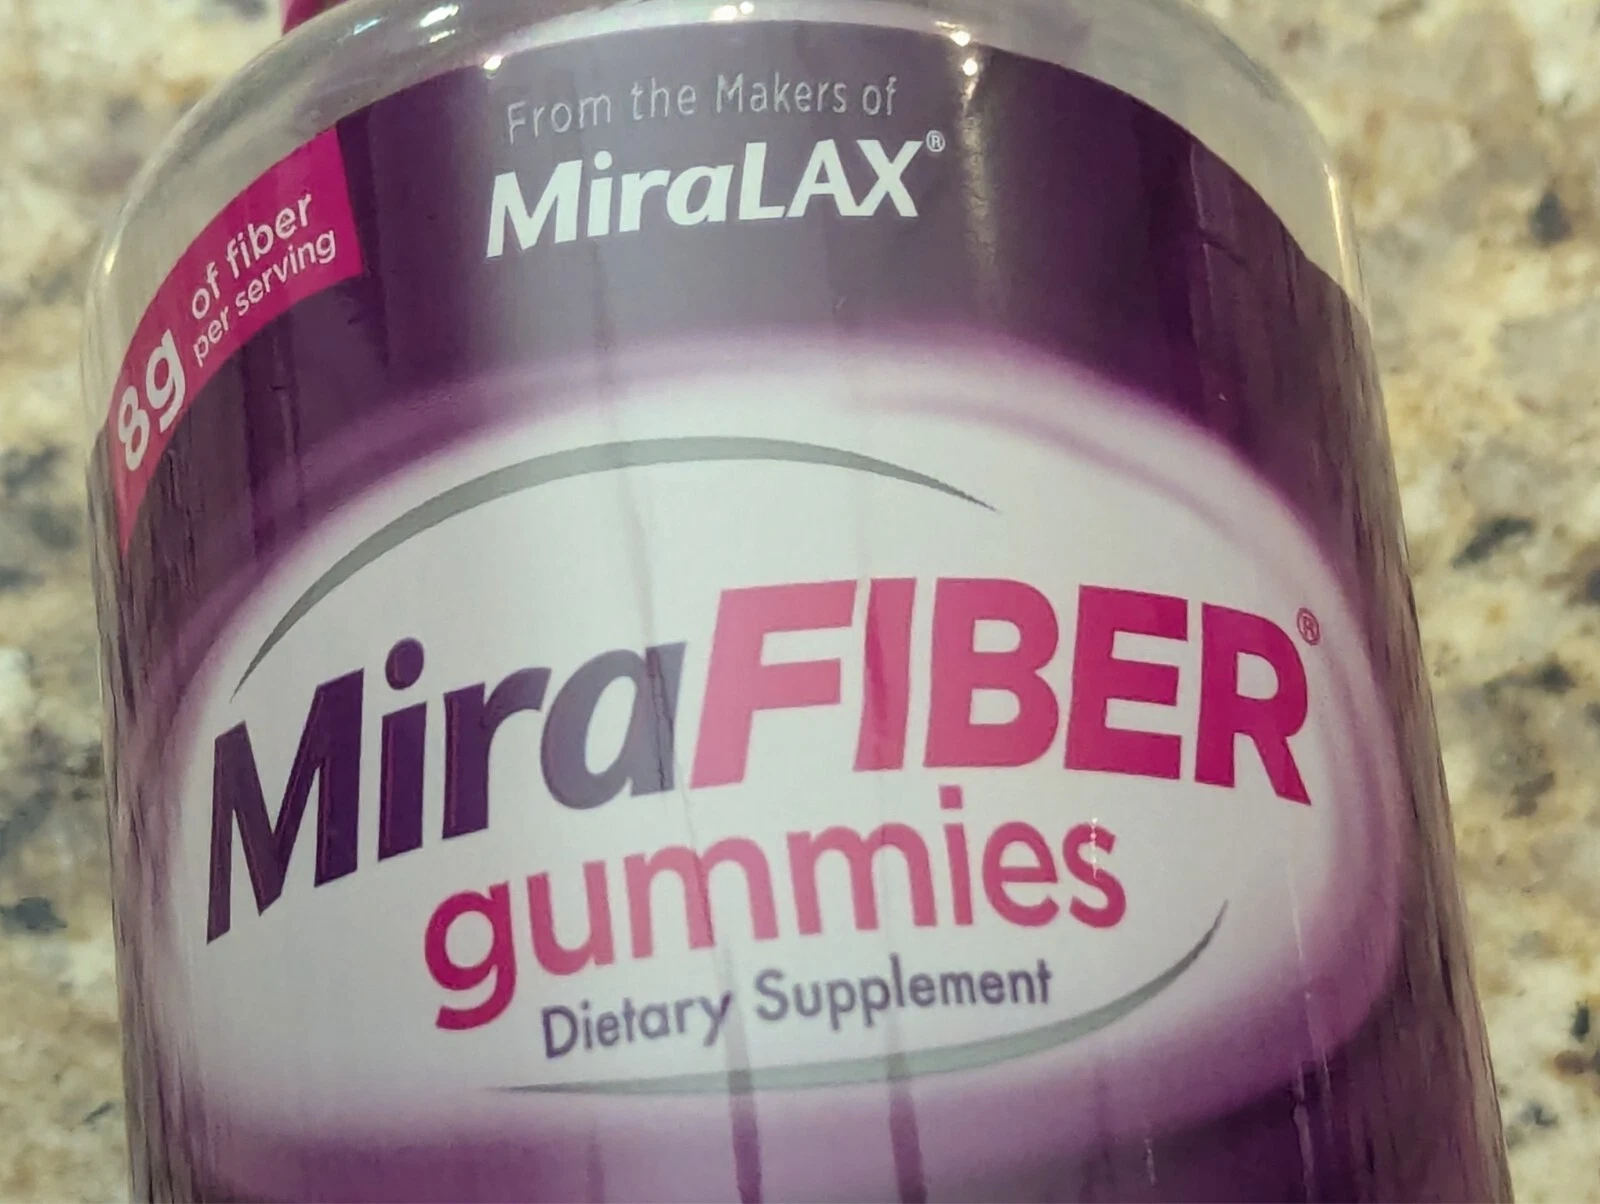 From the Makers of
MiraLAX®
8g of fiber
per serving
MiraFIBER®
gummies
Dietary Supplement